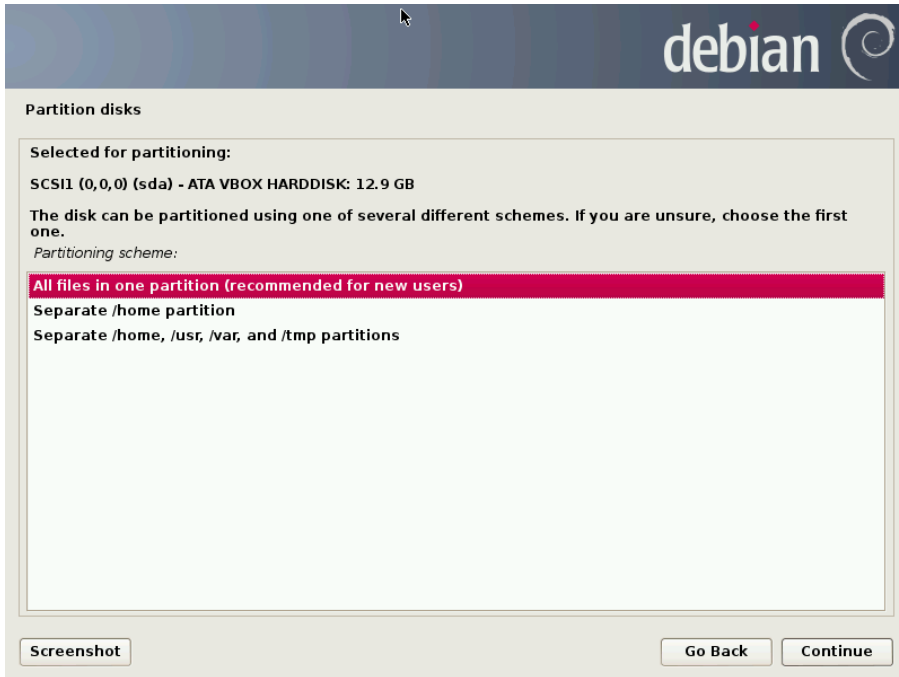 debian
Partition disks
Selected for partitioning:
SCSI1 (0,0,0) (sda) - ATA VBOX HARDDISK: 12.9 GB
The disk can be partitioned using one of several different schemes. If you are unsure, choose the first
one.
Partitioning scheme:
All files in one partition (recommended for new users)
Separate /home partition
Separate /home, /usr, /var, and /tmp partitions
Screenshot
Go Back
Continue